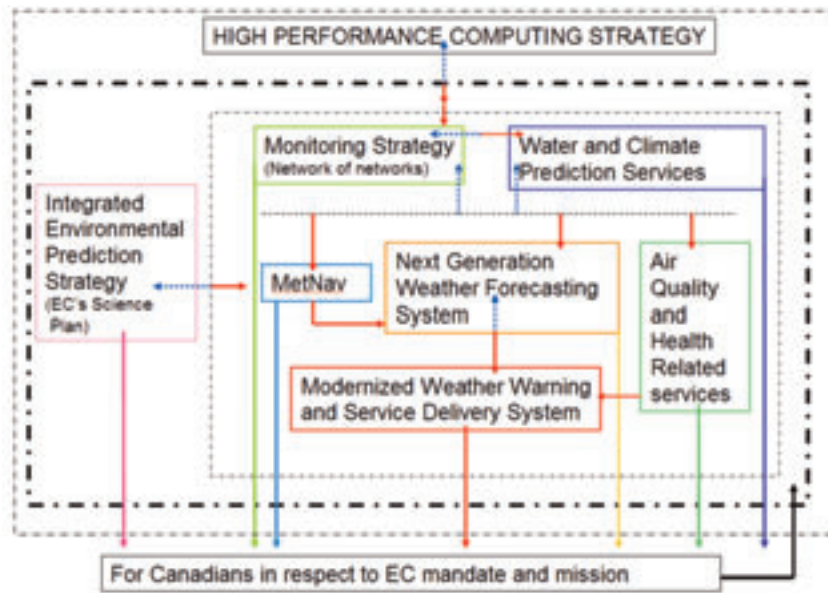 HIGH PERFORMANCE COMPUTING STRATEGY
Monitoring Strategy
(Network of networks)
Water and Climate
Prediction Services
Integrated
Environmental
Prediction
Strategy
(EC's Science
Plan)
MetNav
Next Generation
Weather Forecasting
System
Air
Quality
and
Health
Related
services
Modernized Weather Warning
and Service Delivery System
For Canadians in respect to EC mandate and mission